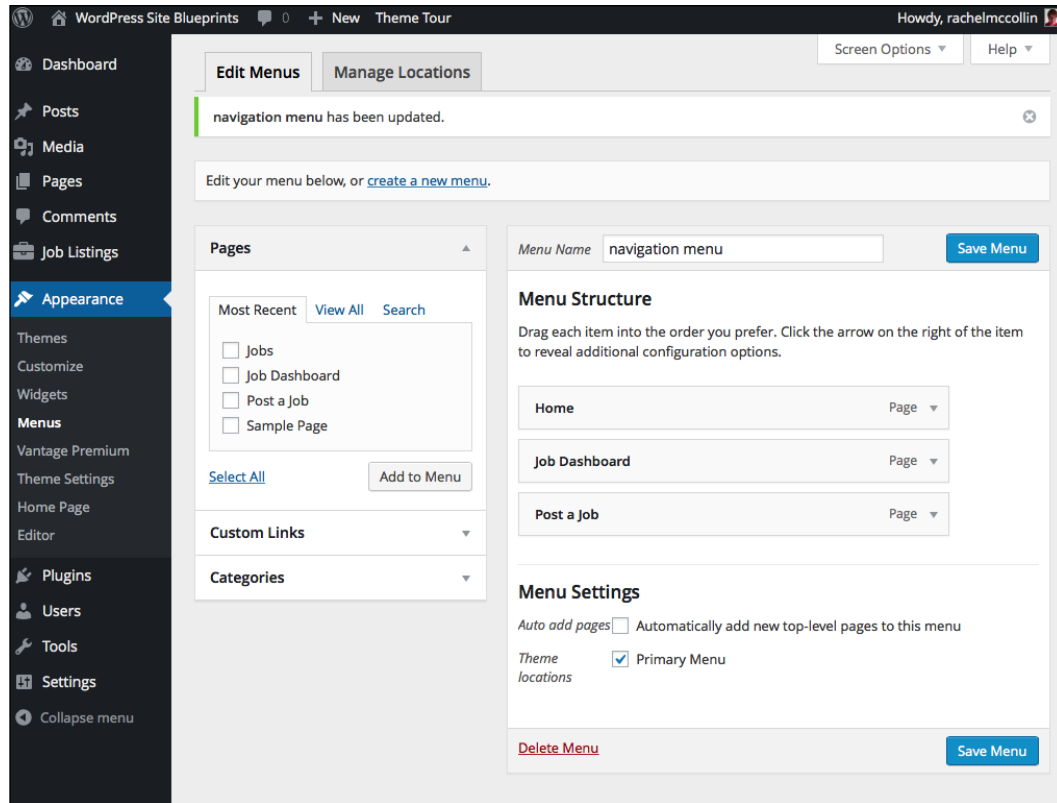 WordPress Site Blueprints 0 + New Theme Tour Howdy, rachelmccollin
Screen Options Help
Dashboard
Posts
Media
Pages
Comments
Job Listings
Appearance
Themes
Customize
Widgets
Menus
Vantage Premium
Theme Settings
Home Page
Editor
Plugins
Users
Tools
Settings
Collapse menu
Edit Menus Manage Locations
navigation menu has been updated.
Edit your menu below, or create a new menu.
Pages
Most Recent View All Search
Jobs
Job Dashboard
Post a Job
Sample Page
Select All Add to Menu
Custom Links
Categories
Menu Name navigation menu Save Menu
Menu Structure
Drag each item into the order you prefer. Click the arrow on the right of the item
to reveal additional configuration options.
Home Page
Job Dashboard Page
Post a Job Page
Menu Settings
Auto add pages Automatically add new top-level pages to this menu
Theme Primary Menu
locations
Delete Menu Save Menu